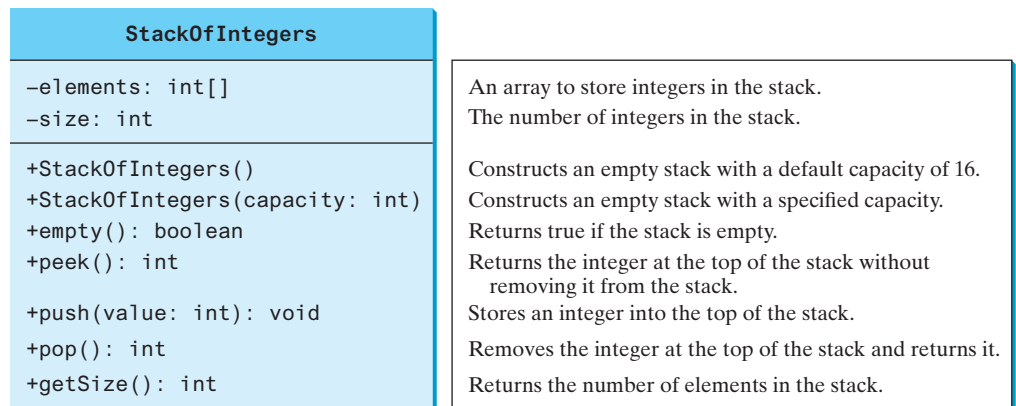 StackOfIntegers
–elements: int[]
An array to store integers in the stack.
–size: int
The number of integers in the stack.
+StackOfIntegers()
Constructs an empty stack with a default capacity of 16.
+StackOfIntegers(capacity: int)
Constructs an empty stack with a specified capacity.
+empty(): boolean
Returns true if the stack is empty.
+peek(): int
Returns the integer at the top of the stack without
removing it from the stack.
+push(value: int): void
Stores an integer into the top of the stack.
+pop(): int
Removes the integer at the top of the stack and returns it.
+getSize(): int
Returns the number of elements in the stack.